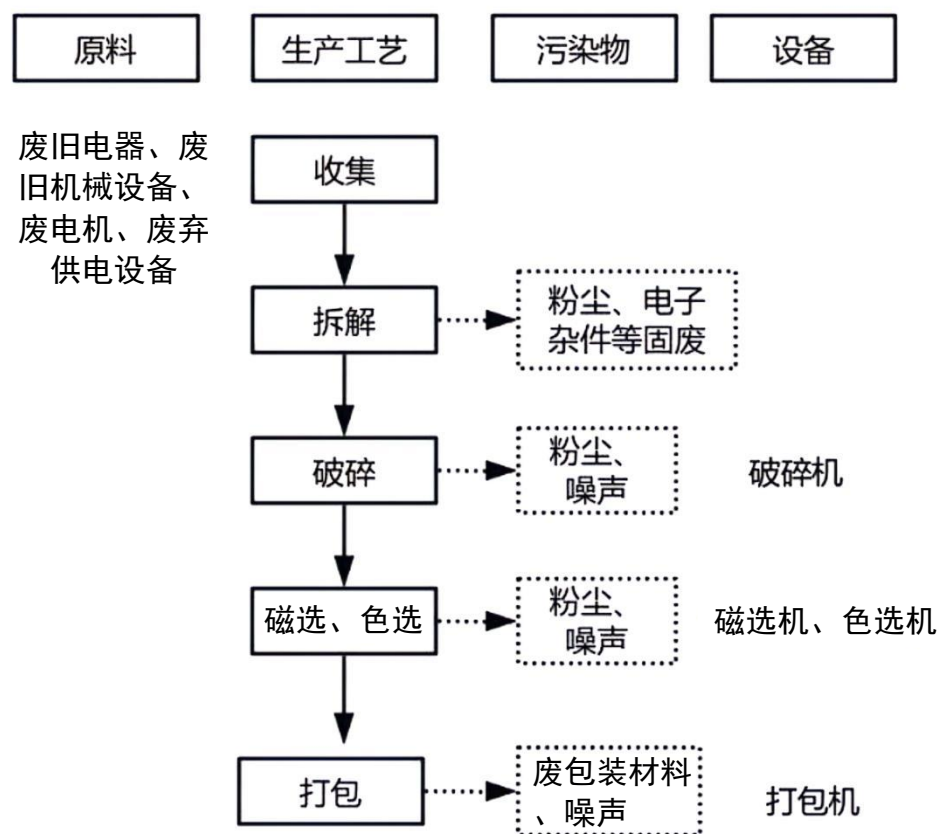 原料
生产工艺
污染物
设备
废旧电器、废
旧机械设备、
废电机、废弃
供电设备
收集
拆解
粉尘、电子
杂件等固废
破碎
粉尘、
噪声
破碎机
磁选、色选
粉尘、
噪声
磁选机、色选机
打包
废包装材料
、噪声
打包机